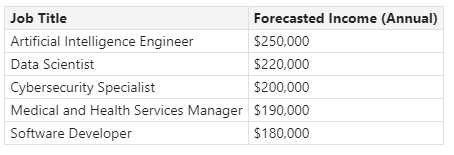 Job Title Forecasted Income (Annual)
Artificial Intelligence Engineer $250,000
Data Scientist $220,000
Cybersecurity Specialist $200,000
Medical and Health Services Manager $190,000
Software Developer $180,000